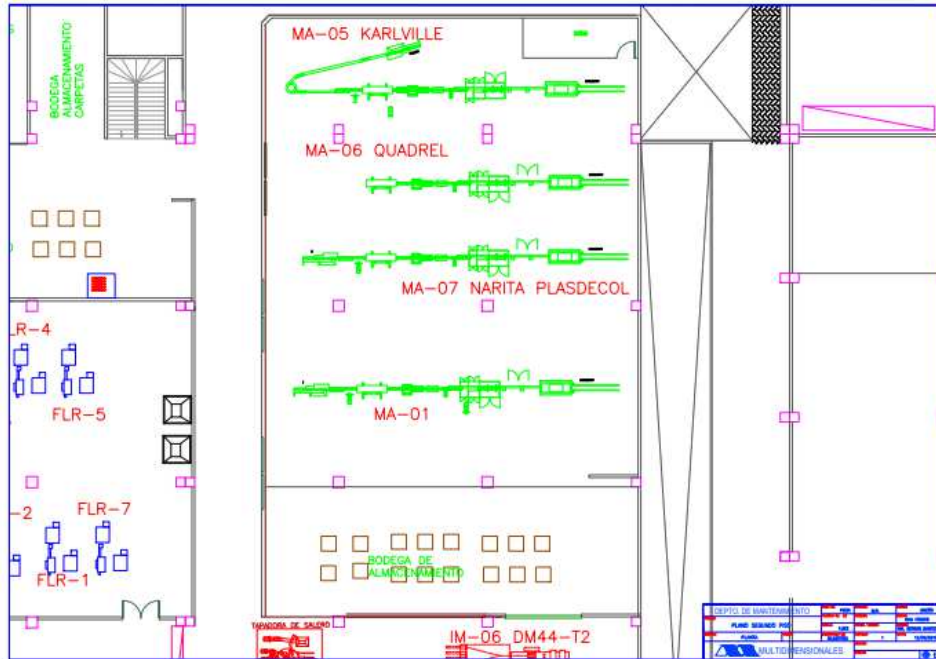 BODEGA
ALMACENAMIENTO
CARPETAS
MA-05 KARLVILLE
MA-06 QUADREL
MA-07 NARITA PLASDECOL
LR-4
FLR-5
MA-01
-2
FLR-7
FLR-1
BODEGA DE
ALMACENAMIENTO
TAPADORA DE SALERO
IM-06 DM44-T2
DEPTO. DE MANTENIMIENTO
PLANO SEGUNDO PISO
MULTIDIMENSIONALES